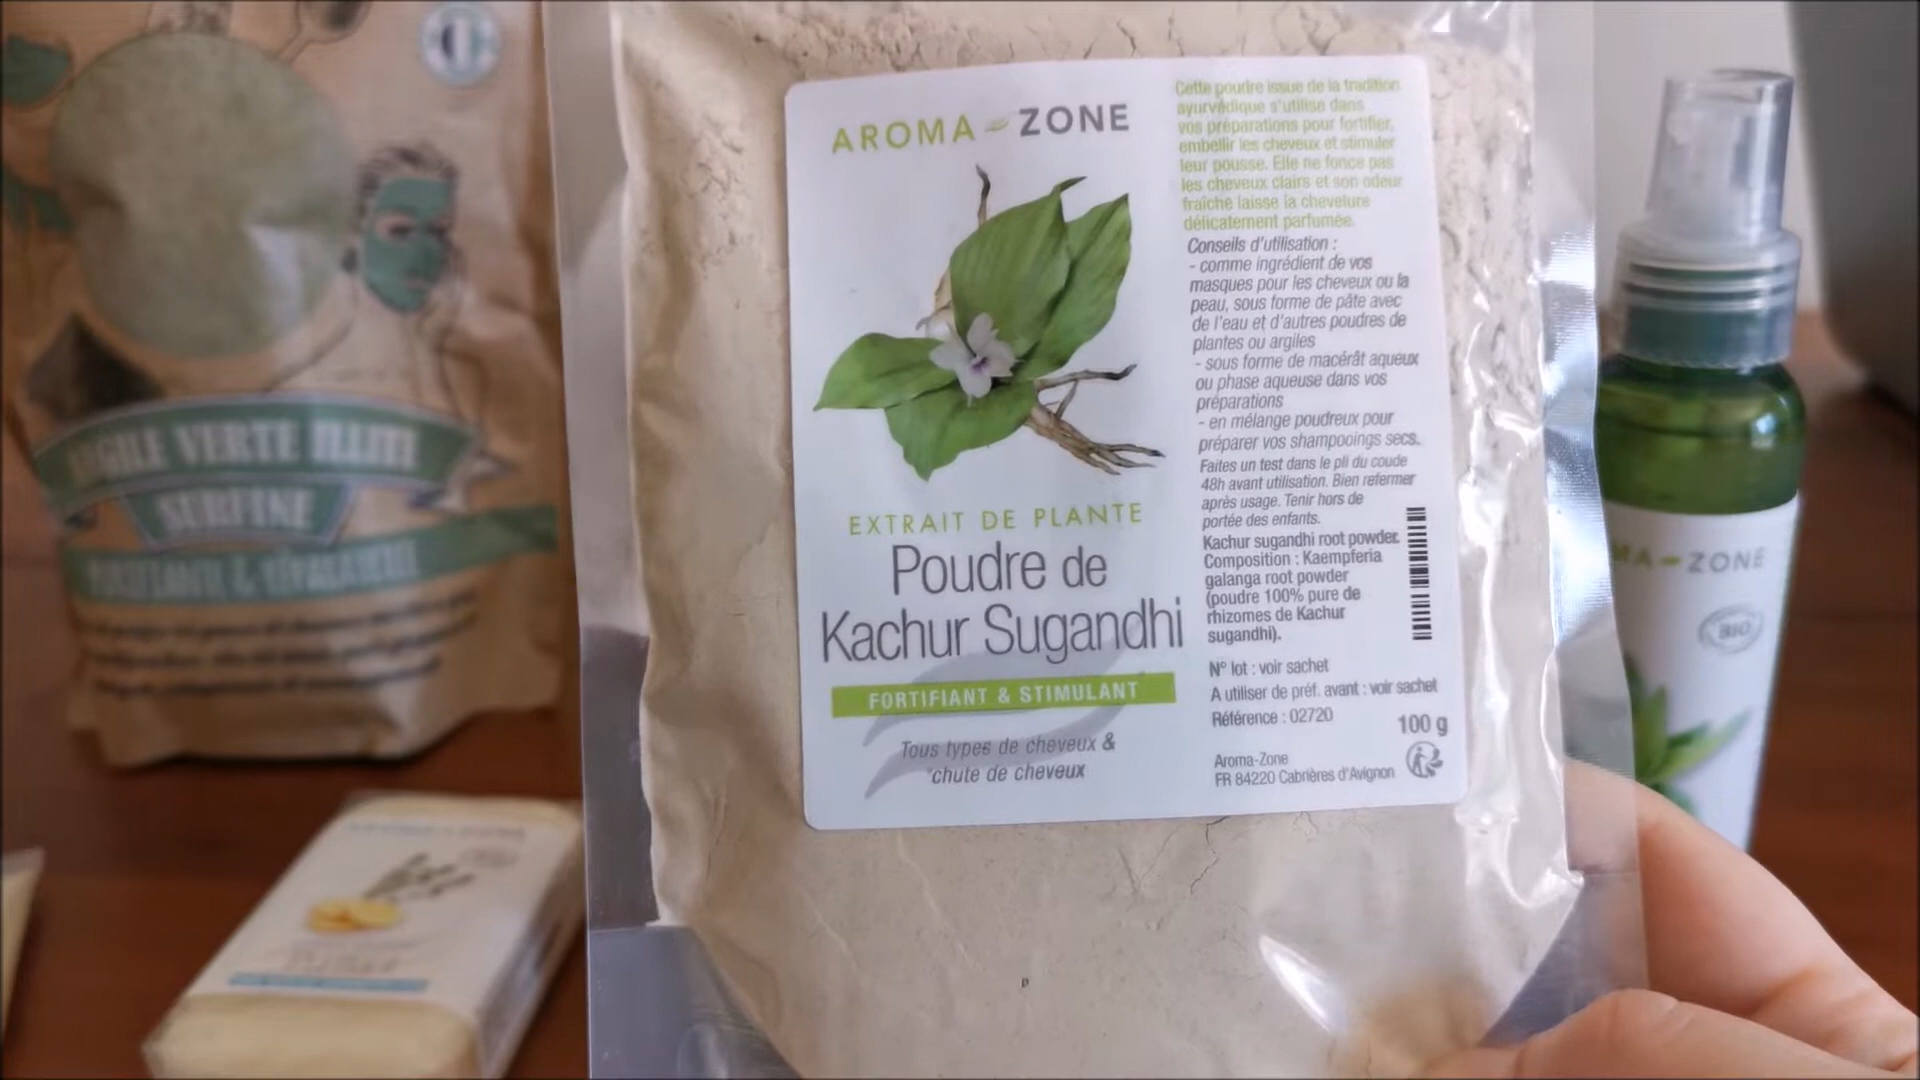 AROMA ZONE
EXTRAIT DE PLANTE
Poudre de
Kachur Sugandhi
FORTIFIANT & STIMULANT
Tous types de cheveux &
chute de cheveux
Cette poudre issue de la tradition
ayurvédique s'utilise dans
vos préparations pour fortifier,
embellir les cheveux et stimuler
leur pousse. Elle ne fonce pas
les cheveux clairs et son odeur
fraîche laisse la chevelure
délicatement parfumée.
Conseils d'utilisation :
- comme ingrédient de vos
masques pour les cheveux ou la
peau, sous forme de pâte avec
de l'eau et d'autres poudres de
plantes ou argiles
- sous forme de macérât aqueux
ou phase aqueuse dans vos
préparations
- en mélange poudreux pour
préparer vos shampooings secs.
Faites un test dans le pli du coude
48h avant utilisation. Bien refermer
après usage. Tenir hors de
portée des enfants.
Kachur sugandhi root powder.
Composition : Kaempferia
galanga root powder
(poudre 100% pure de
rhizomes de Kachur
sugandhi).
N° lot : voir sachet
A utiliser de préf. avant : voir sachet
Référence : 02720
100 g
Aroma-Zone
FR 84220 Cabrières d'Avignon
VERTE ILLITE
SURFINE
ZONE
BIO